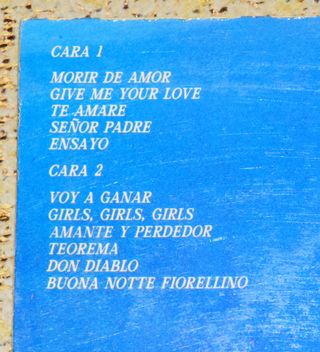 CARA 1
MORIR DE AMOR
GIVE ME YOUR LOVE
TE AMARE
SEÑOR PADRE
ENSAYO
CARA 2
VOY A GANAR
GIRLS, GIRLS, GIRLS
AMANTE Y PERDEDOR
TEOREMA
DON DIABLO
BUONA NOTTE FIORELLINO